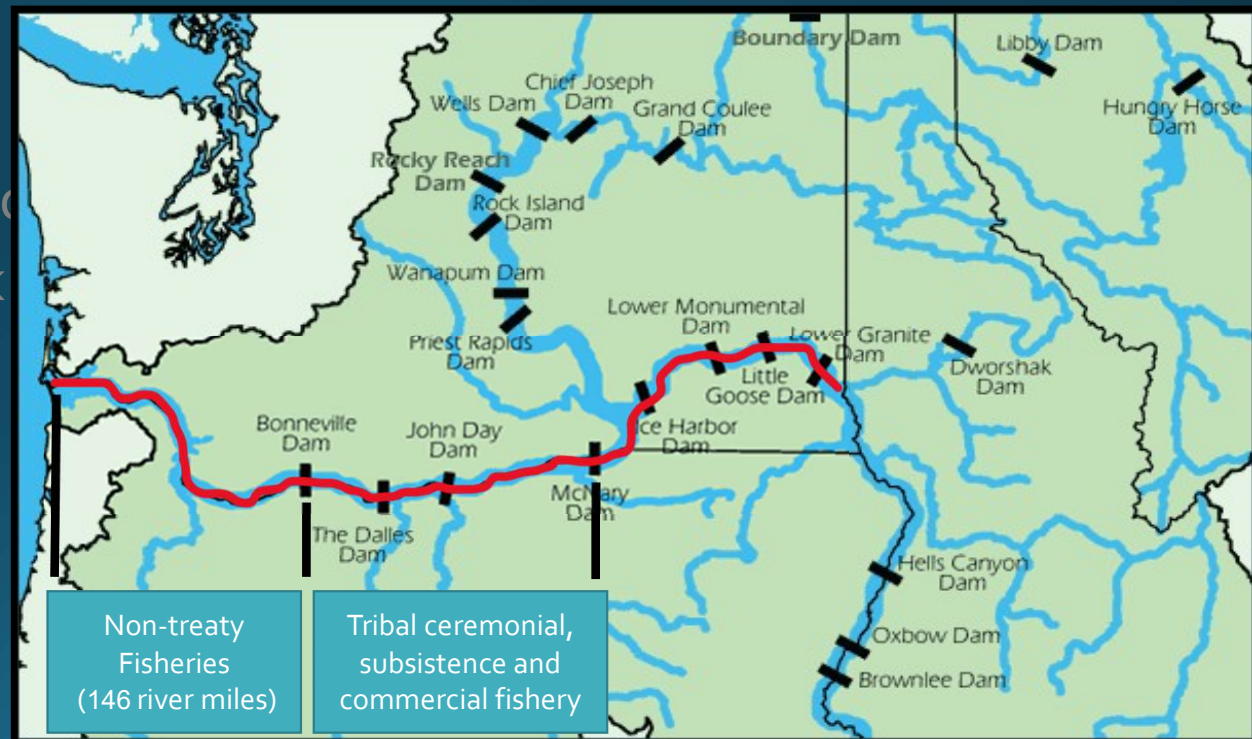 Boundary Dam
Libby Dam
Chief Joseph
Dam
Wells Dam
Grand Coulee
Dam
Hungry Horse
Dam
Rocky Reach
Dam
Rock Island
Dam
Wanapum Dam
Priest Rapids
Dam
Lower Monumental
Dam
Lower Granite
Dam
Little
Goose Dam
Dworshak
Dam
Ice Harbor
Dam
Bonneville
Dam
John Day
Dam
McNary
Dam
The Dalles
Dam
Hells Canyon
Dam
Oxbow Dam
Brownlee Dam
Non-treaty
Fisheries
(146 river miles)
Tribal ceremonial,
subsistence and
commercial fishery